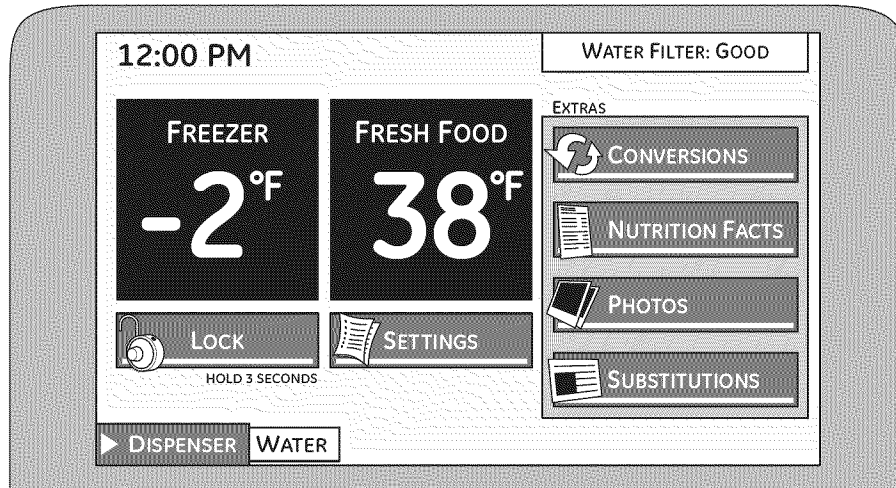 12:00 PM
WATER FILTER: GOOD
FREEZER
-2°F
FRESH FOOD
38°F
EXTRAS
CONVERSIONS
NUTRITION FACTS
PHOTOS
SUBSTITUTIONS
LOCK
HOLD 3 SECONDS
SETTINGS
DISPENSER
WATER